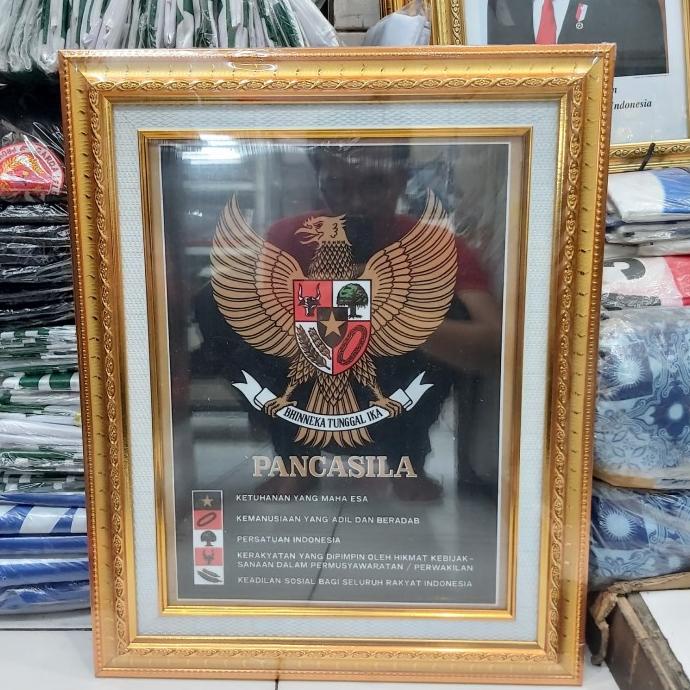 Indonesia
BHINNEKA TUNGGAL IKA
PANCASILA
KETUHANAN YANG MAHA ESA
KEMANUSIAAN YANG ADIL DAN BERADAB
PERSATUAN INDONESIA
KERAKYATAN YANG DIPIMPIN OLEH HIKMAT KEBIJAK-
SANAAN DALAM PERMUSYAWARATAN / PERWAKILAN
KEADILAN SOSIAL BAGI SELURUH RAKYAT INDONESIA